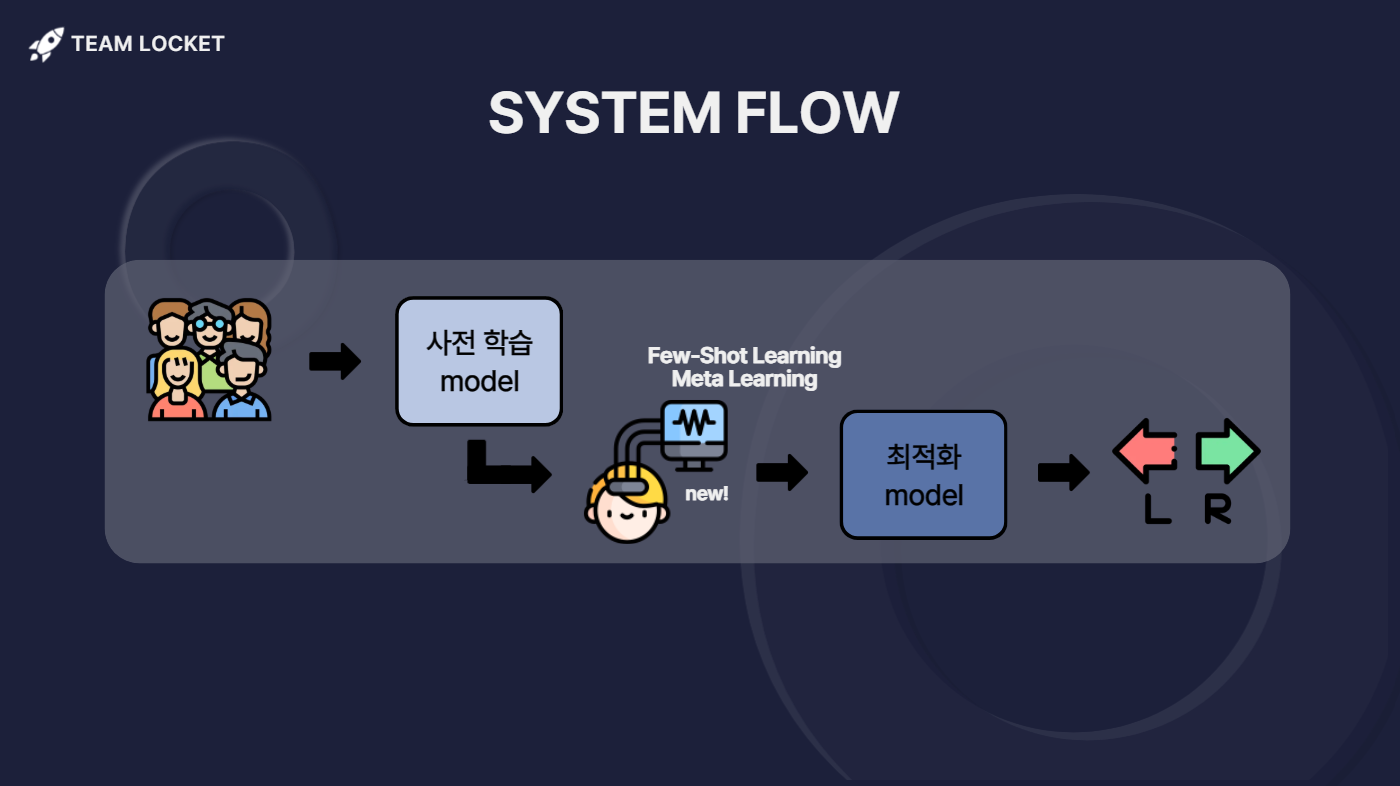 TEAM LOCKET
SYSTEM FLOW
사전 학습
model
Few-Shot Learning
Meta Learning
new!
최적화
model
L R